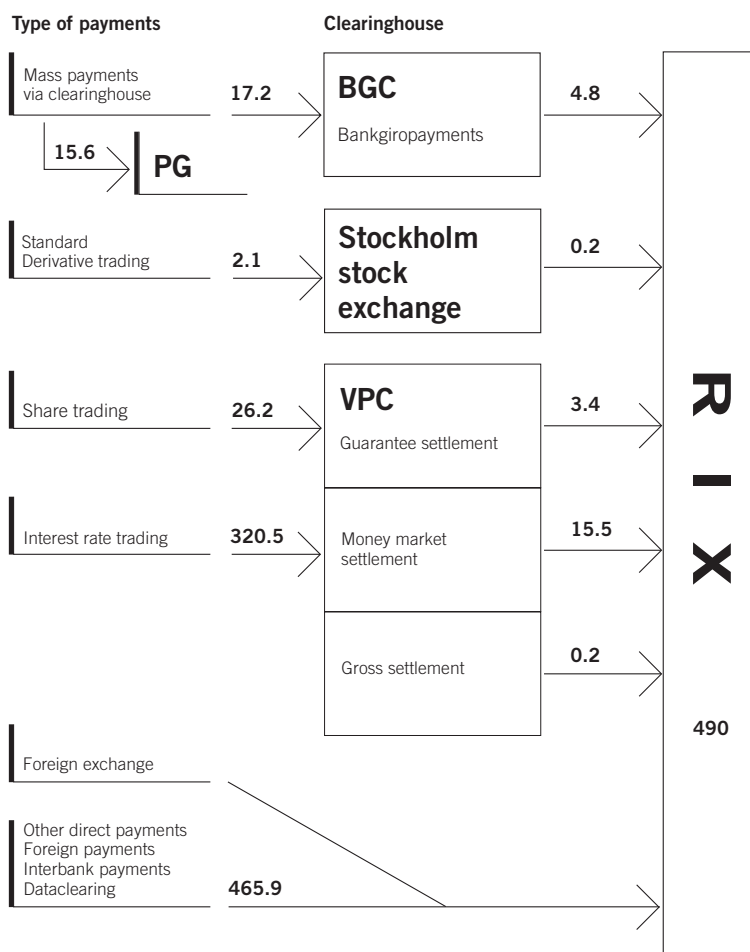 Type of payments
Clearinghouse
Mass payments
via clearinghouse
17.2
BGC
Bankgiropayments
4.8
15.6
PG
Standard
Derivative trading
2.1
Stockholm
stock
exchange
0.2
Share trading
26.2
VPC
Guarantee settlement
3.4
Interest rate trading
320.5
Money market
settlement
15.5
Gross settlement
0.2
RIX
490
Foreign exchange
Other direct payments
Foreign payments
Interbank payments
Dataclearing
465.9